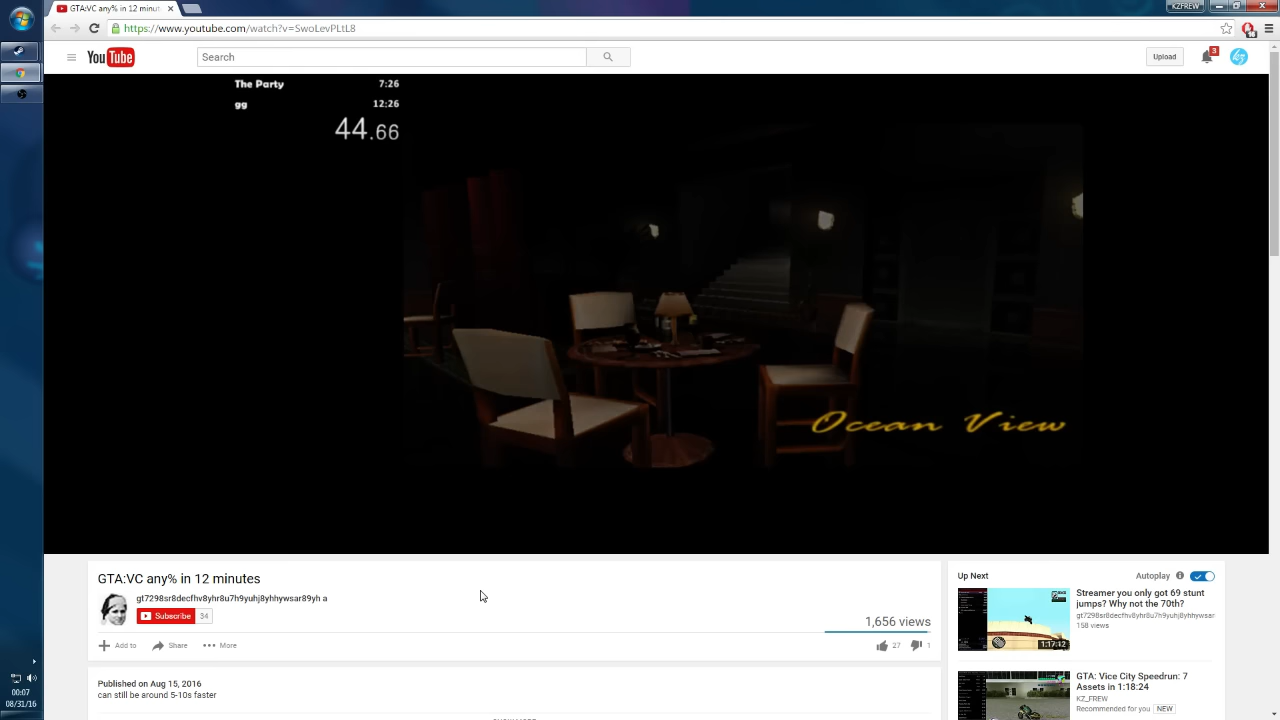 GTA:VC any% in 12 minut
KZFREW
https://www.youtube.com/watch?v=SwoLevPLtL8
YouTube
Search
Upload
3
The Party 7:26
gg 12:26
44.66
Ocean View
GTA:VC any% in 12 minutes
gt7298sr8decfhv8yhr8u7h9yuhj8yhhywsar89yh a
Subscribe 34
1,656 views
Add to Share More
27 1
Published on Aug 15, 2016
can still be around 5-10s faster
Up Next Autoplay
Streamer you only got 69 stunt
jumps? Why not the 70th?
gt7298sr8decfhv8yhr8u7h9yuhj8yhhywsar
158 views
1:17:12
GTA: Vice City Speedrun: 7
Assets in 1:18:24
KZ_FREW
Recommended for you NEW
00:07
08/31/16